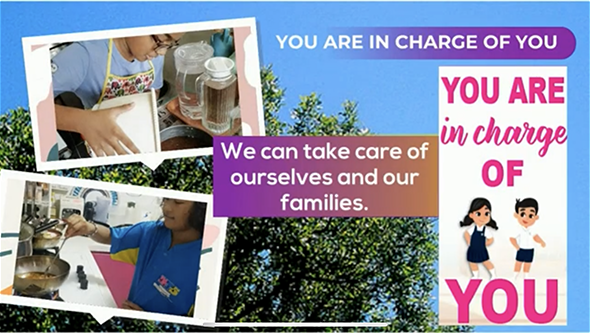 YOU ARE IN CHARGE OF YOU
We can take care of
ourselves and our
families.
YOU ARE
in charge
OF
YOU